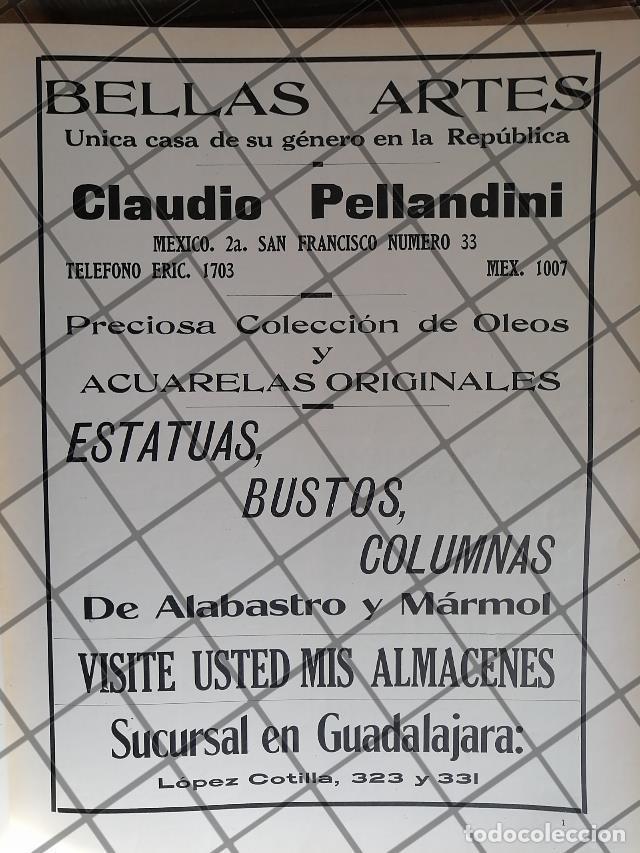 BELLAS ARTES
Unica casa de su género en la República
Claudio Pellandini
MEXICO. 2a. SAN FRANCISCO NUMERO 33
TELEFONO ERIC. 1703 MEX. 1007
Preciosa Colección de Oleos
y
ACUARELAS ORIGINALES
ESTATUAS,
BUSTOS,
COLUMNAS
De Alabastro y Mármol
VISITE USTED MIS ALMACENES
Sucursal en Guadalajara:
López Cotilla, 323 y 331
1
todocoleccion.net